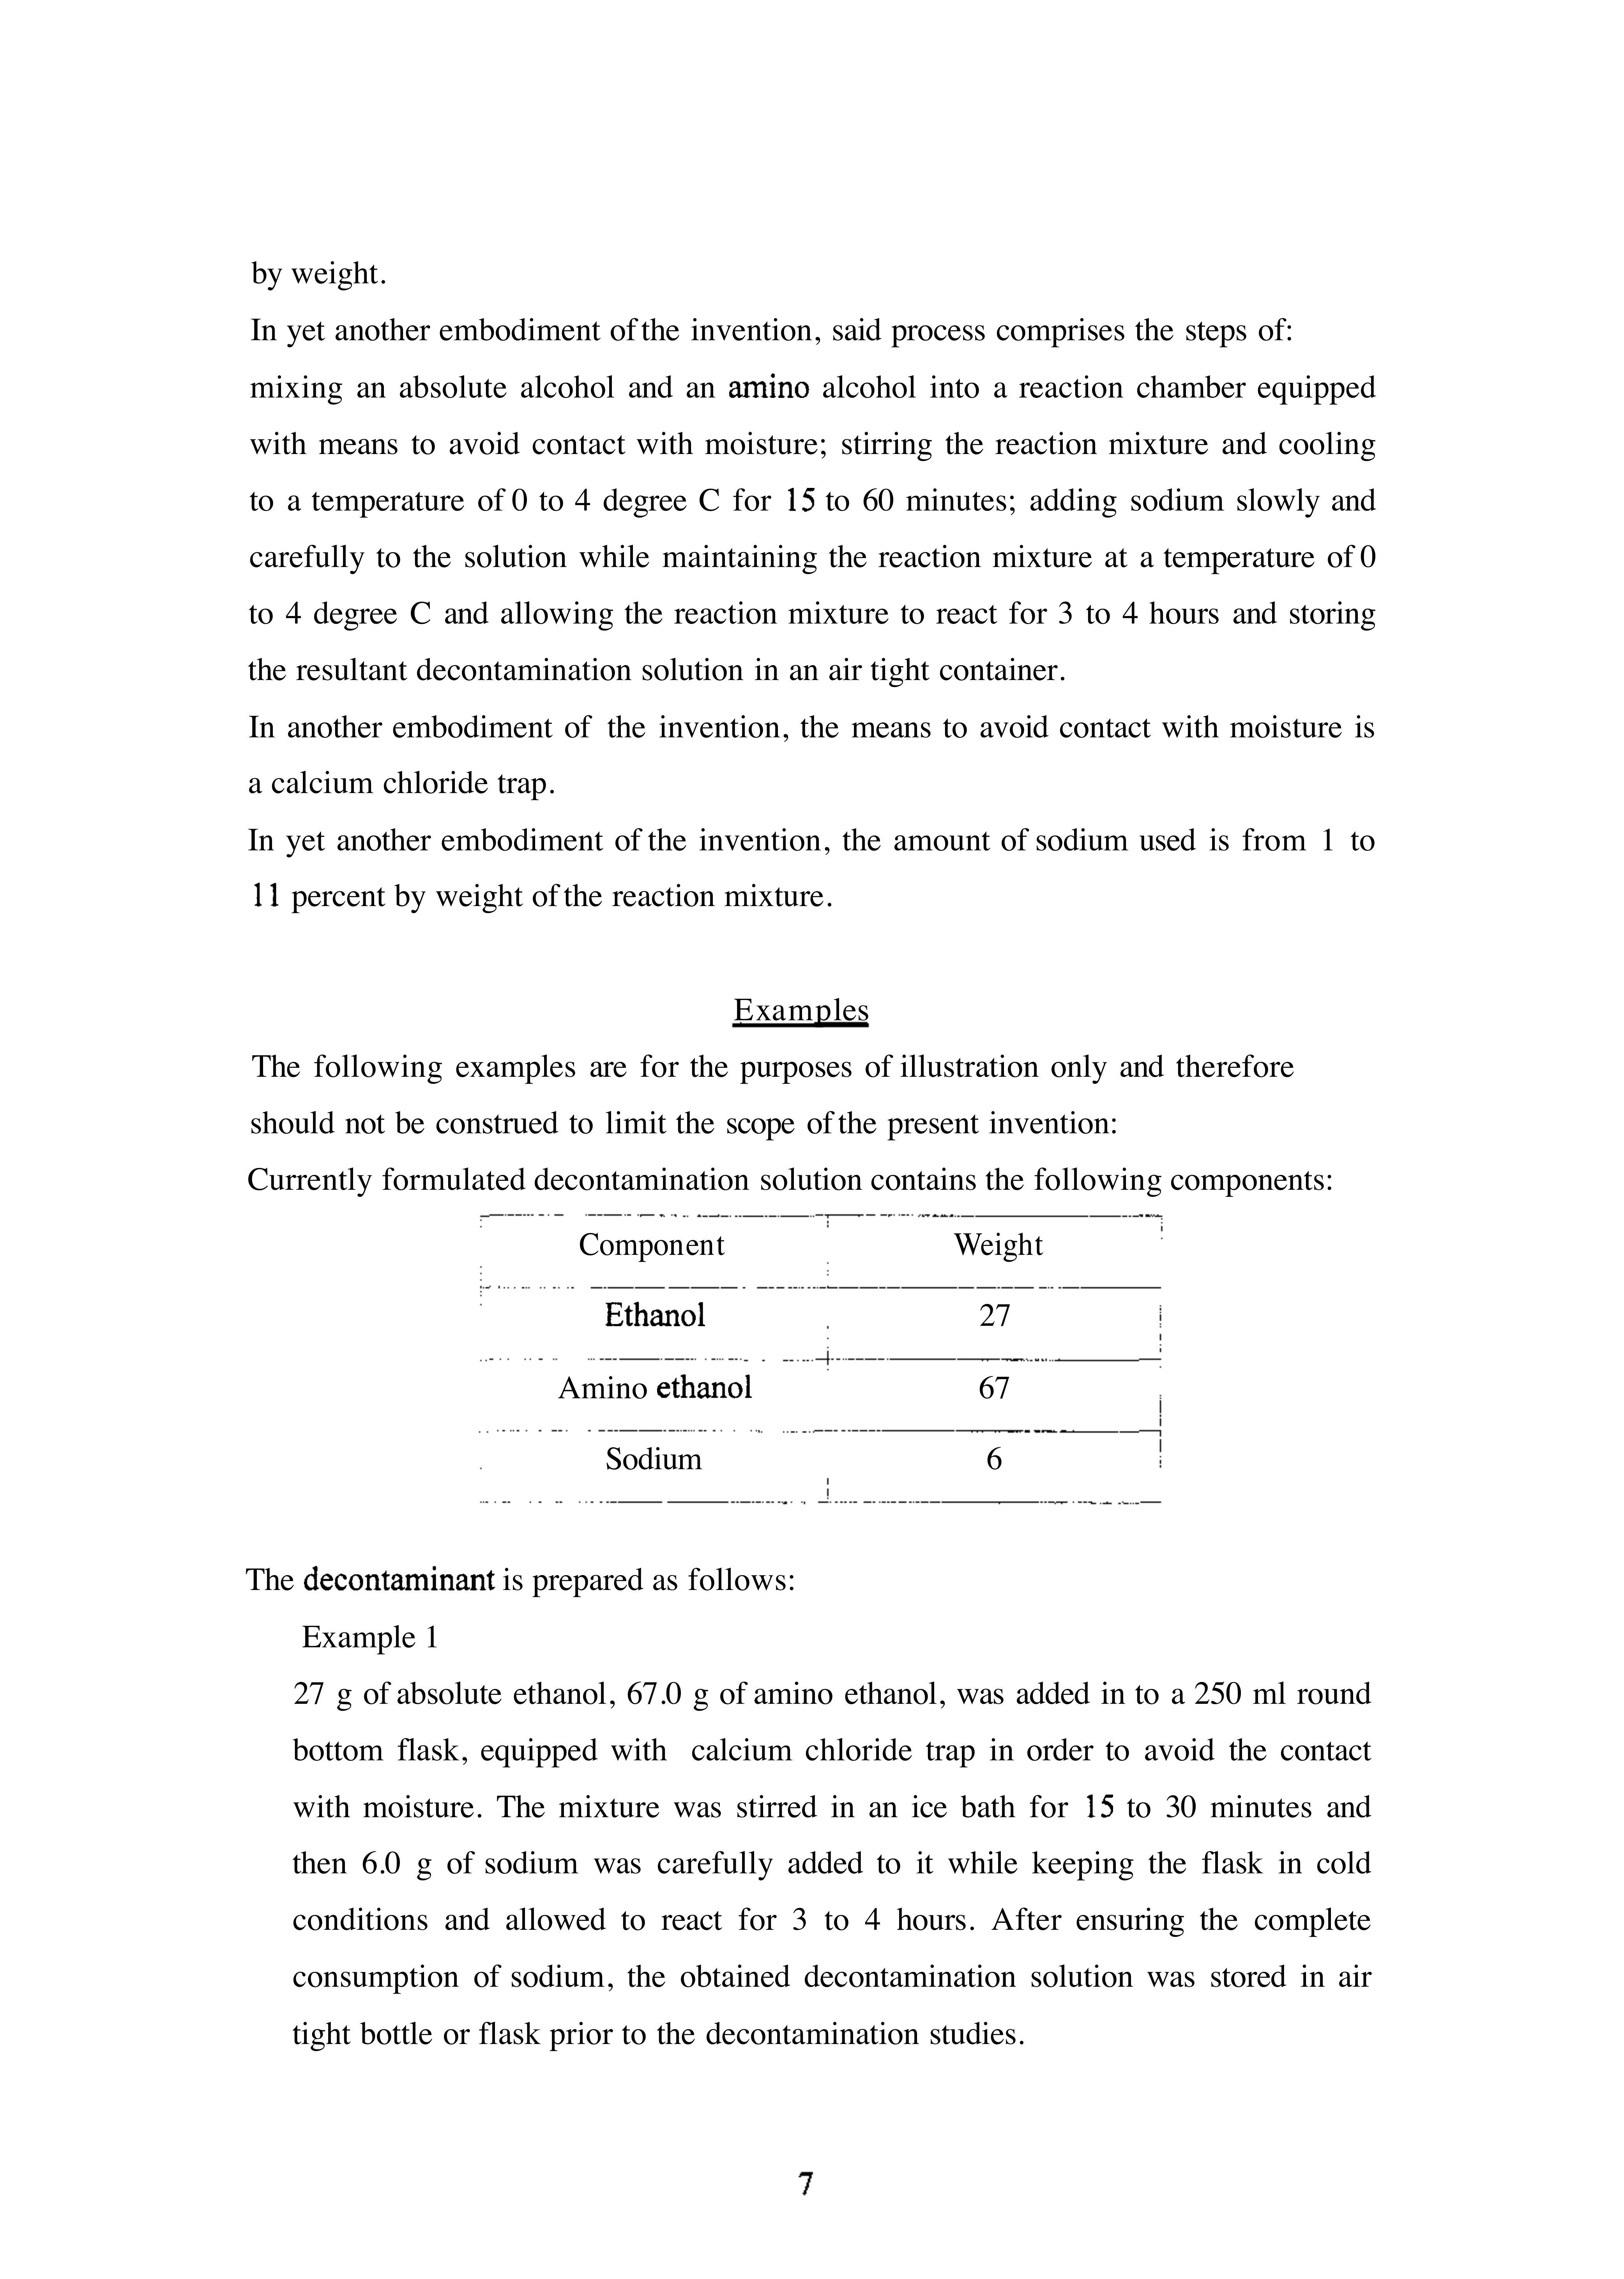 by weight.
In yet another embodiment of the invention, said process comprises the steps of:
mixing an absolute alcohol and an amino alcohol into a reaction chamber equipped
with means to avoid contact with moisture; stirring the reaction mixture and cooling
to a temperature of 0 to 4 degree C for 15 to 60 minutes; adding sodium slowly and
carefully to the solution while maintaining the reaction mixture at a temperature of 0
to 4 degree C and allowing the reaction mixture to react for 3 to 4 hours and storing
the resultant decontamination solution in an air tight container.
In another embodiment of the invention, the means to avoid contact with moisture is
a calcium chloride trap.
In yet another embodiment of the invention, the amount of sodium used is from 1 to
11 percent by weight of the reaction mixture.
Examples
The following examples are for the purposes of illustration only and therefore
should not be construed to limit the scope of the present invention:
Currently formulated decontamination solution contains the following components:
Component Weight
Ethanol 27
Amino ethanol 67
Sodium 6
The decontaminant is prepared as follows:
Example 1
27 g of absolute ethanol, 67.0 g of amino ethanol, was added in to a 250 ml round
bottom flask, equipped with calcium chloride trap in order to avoid the contact
with moisture. The mixture was stirred in an ice bath for 15 to 30 minutes and
then 6.0 g of sodium was carefully added to it while keeping the flask in cold
conditions and allowed to react for 3 to 4 hours. After ensuring the complete
consumption of sodium, the obtained decontamination solution was stored in air
tight bottle or flask prior to the decontamination studies.
7